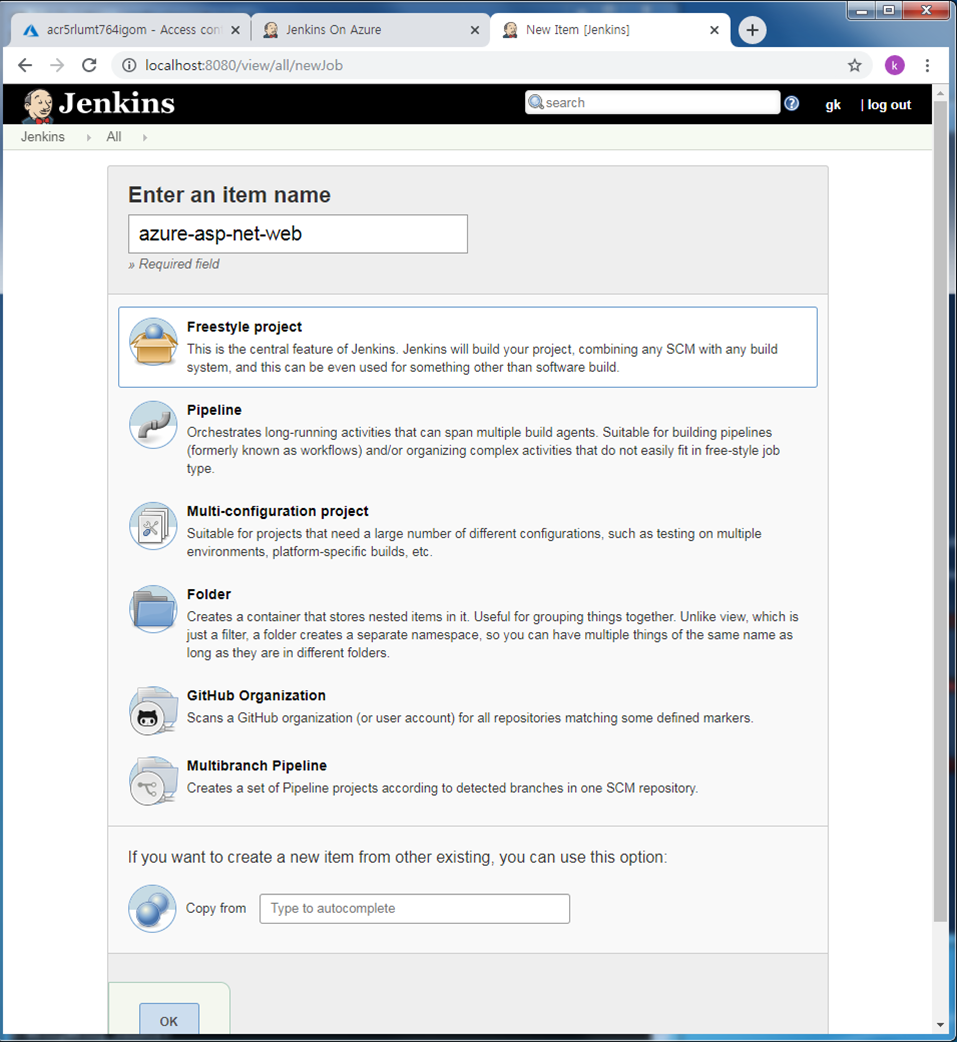 acr5rlumt764igom - Access con
Jenkins On Azure
New Item [Jenkins]
localhost:8080/view/all/newJob
k
Jenkins
search
gk
| log out
Jenkins
All
Enter an item name
azure-asp-net-web
» Required field
Freestyle project
This is the central feature of Jenkins. Jenkins will build your project, combining any SCM with any build
system, and this can be even used for something other than software build.
Pipeline
Orchestrates long-running activities that can span multiple build agents. Suitable for building pipelines
(formerly known as workflows) and/or organizing complex activities that do not easily fit in free-style job
type.
Multi-configuration project
Suitable for projects that need a large number of different configurations, such as testing on multiple
environments, platform-specific builds, etc.
Folder
Creates a container that stores nested items in it. Useful for grouping things together. Unlike view, which is
just a filter, a folder creates a separate namespace, so you can have multiple things of the same name as
long as they are in different folders.
GitHub Organization
Scans a GitHub organization (or user account) for all repositories matching some defined markers.
Multibranch Pipeline
Creates a set of Pipeline projects according to detected branches in one SCM repository.
If you want to create a new item from other existing, you can use this option:
Copy from
Type to autocomplete
OK